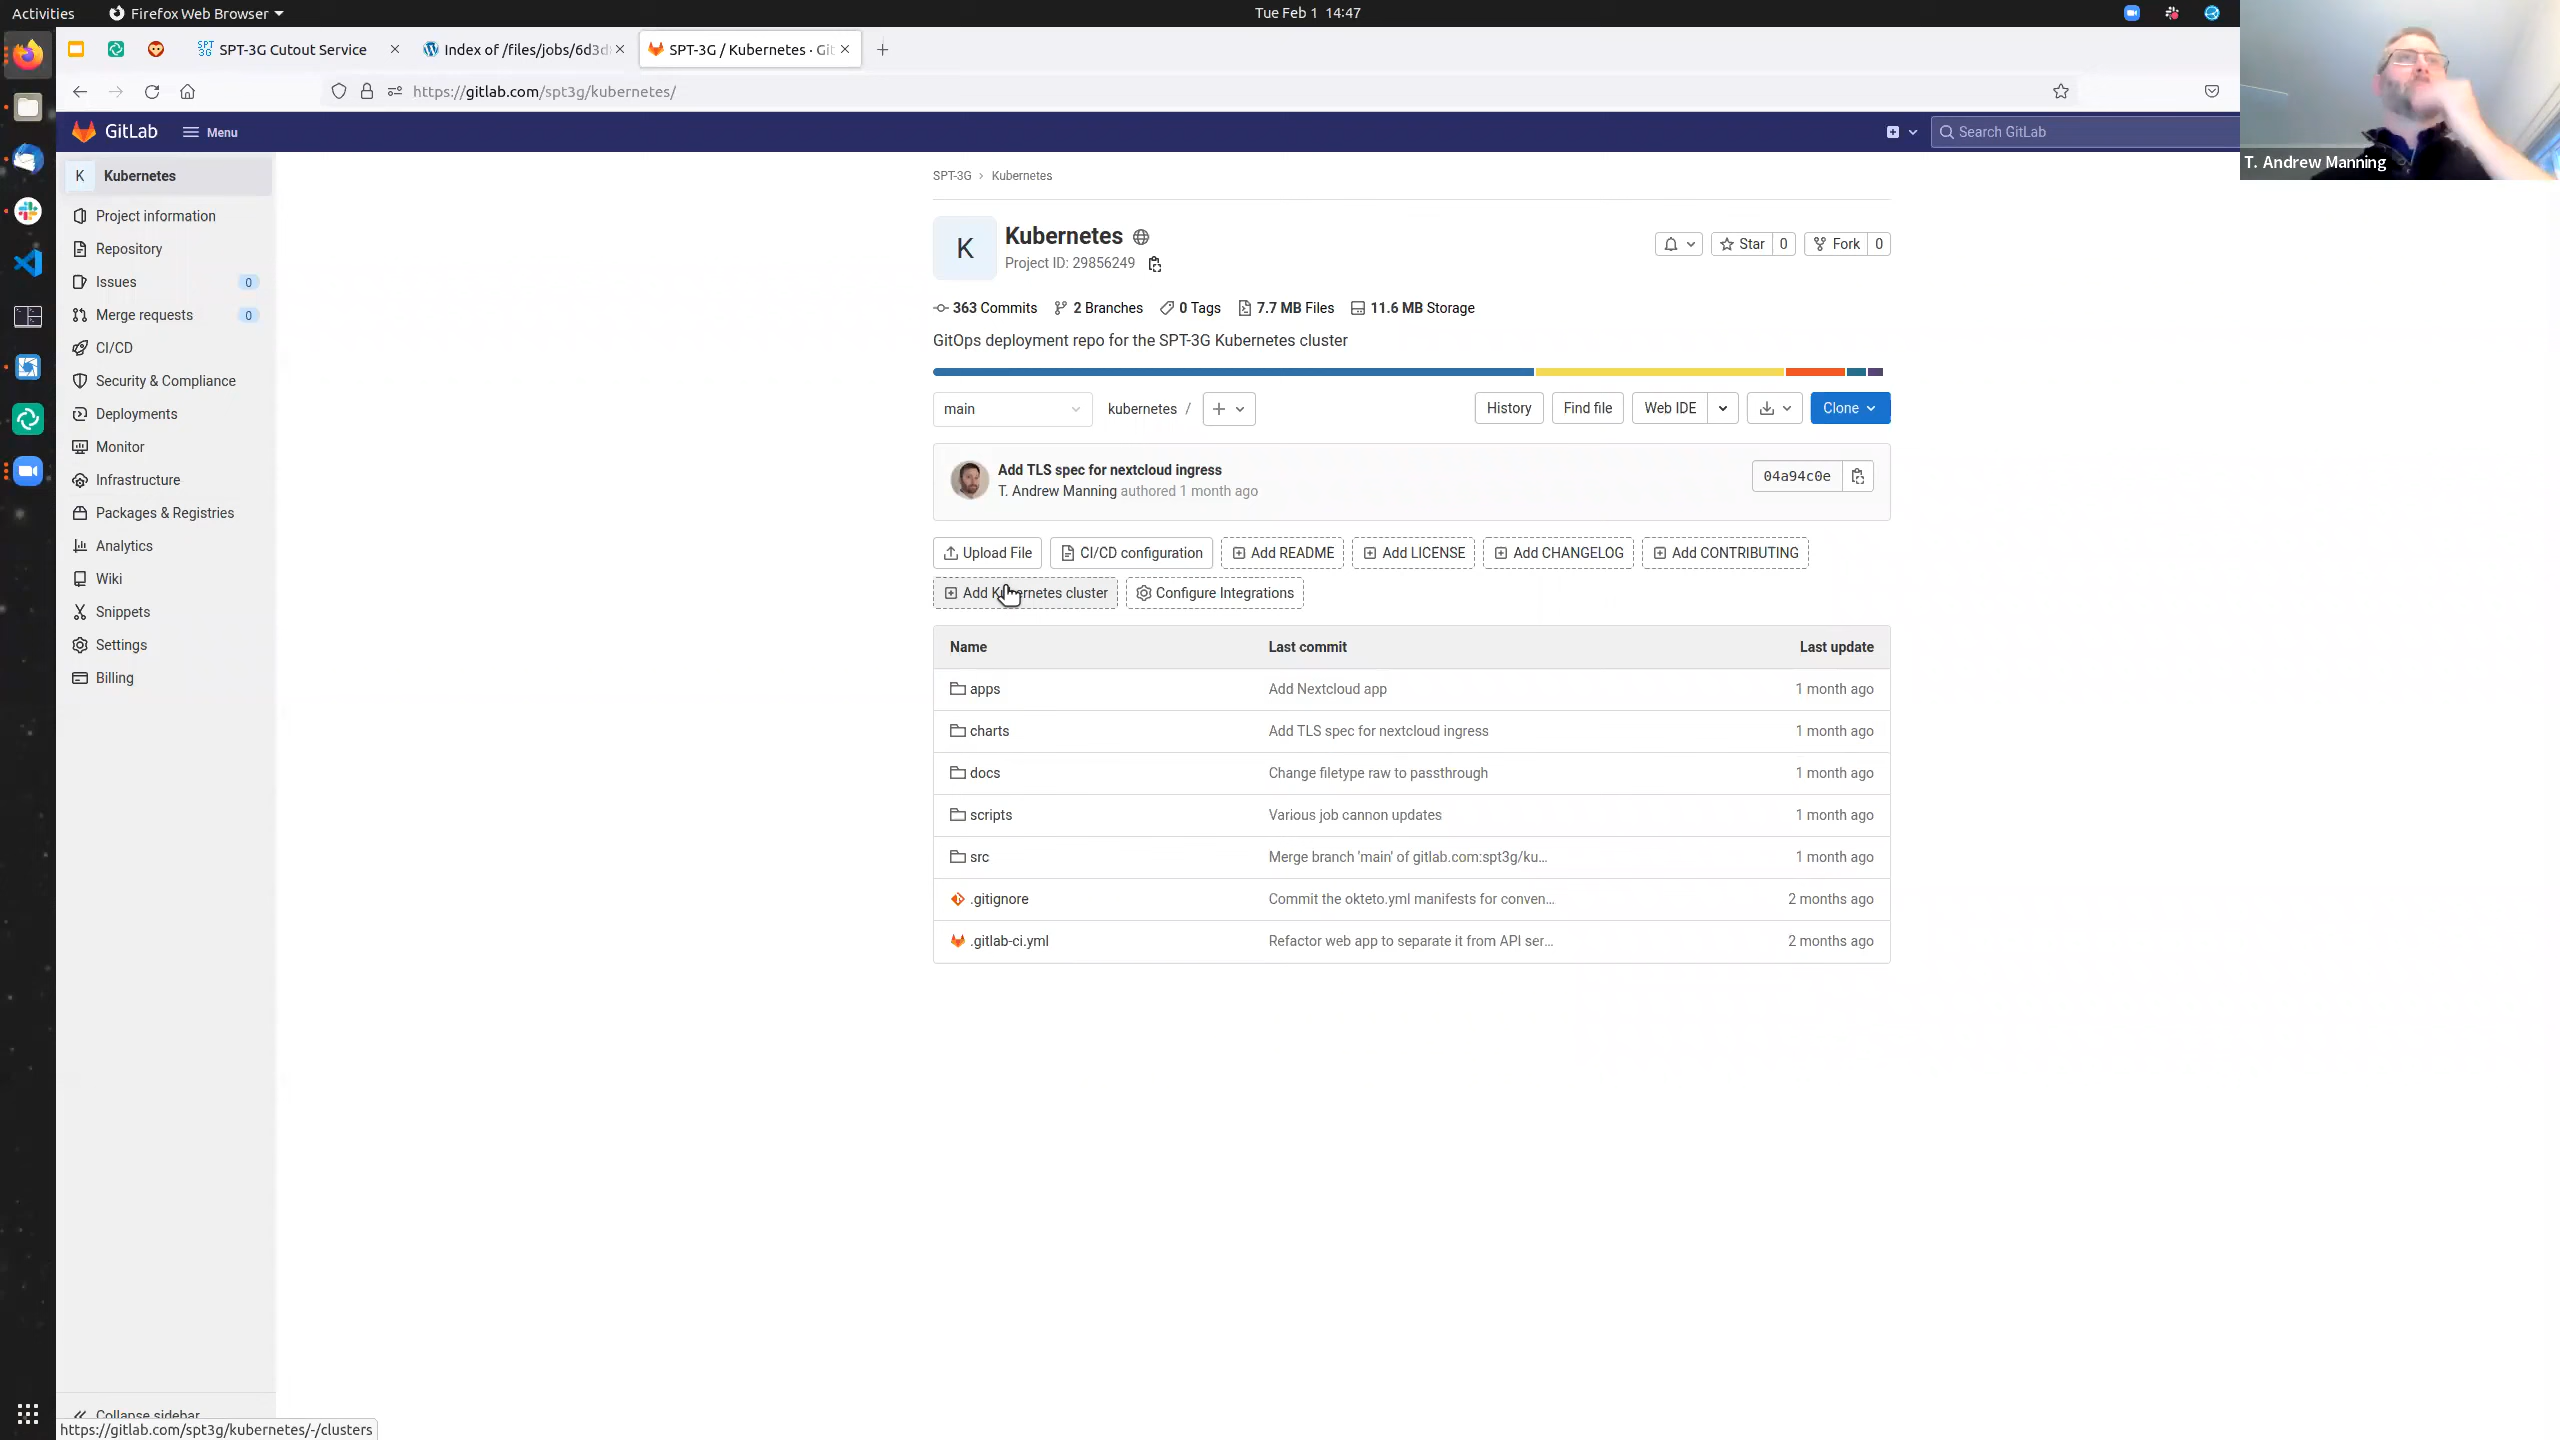 Activities Firefox Web Browser Tue Feb 1 14:47
SPT-3G Cutout Service Index of /files/jobs/6d3d SPT-3G / Kubernetes · Git
https://gitlab.com/spt3g/kubernetes/
GitLab Menu Search GitLab
T. Andrew Manning
K Kubernetes
Project information
Repository
Issues 0
Merge requests 0
CI/CD
Security & Compliance
Deployments
Monitor
Infrastructure
Packages & Registries
Analytics
Wiki
Snippets
Settings
Billing
Collapse sidebar
https://gitlab.com/spt3g/kubernetes/-/clusters
SPT-3G › Kubernetes
K
Kubernetes
Project ID: 29856249
Star 0 Fork 0
363 Commits 2 Branches 0 Tags 7.7 MB Files 11.6 MB Storage
GitOps deployment repo for the SPT-3G Kubernetes cluster
main kubernetes / History Find file Web IDE Clone
Add TLS spec for nextcloud ingress
T. Andrew Manning authored 1 month ago
04a94c0e
Upload File CI/CD configuration Add README Add LICENSE Add CHANGELOG Add CONTRIBUTING
Add Kubernetes cluster Configure Integrations
Name Last commit Last update
apps Add Nextcloud app 1 month ago
charts Add TLS spec for nextcloud ingress 1 month ago
docs Change filetype raw to passthrough 1 month ago
scripts Various job cannon updates 1 month ago
src Merge branch 'main' of gitlab.com:spt3g/ku... 1 month ago
.gitignore Commit the okteto.yml manifests for conven... 2 months ago
.gitlab-ci.yml Refactor web app to separate it from API ser... 2 months ago